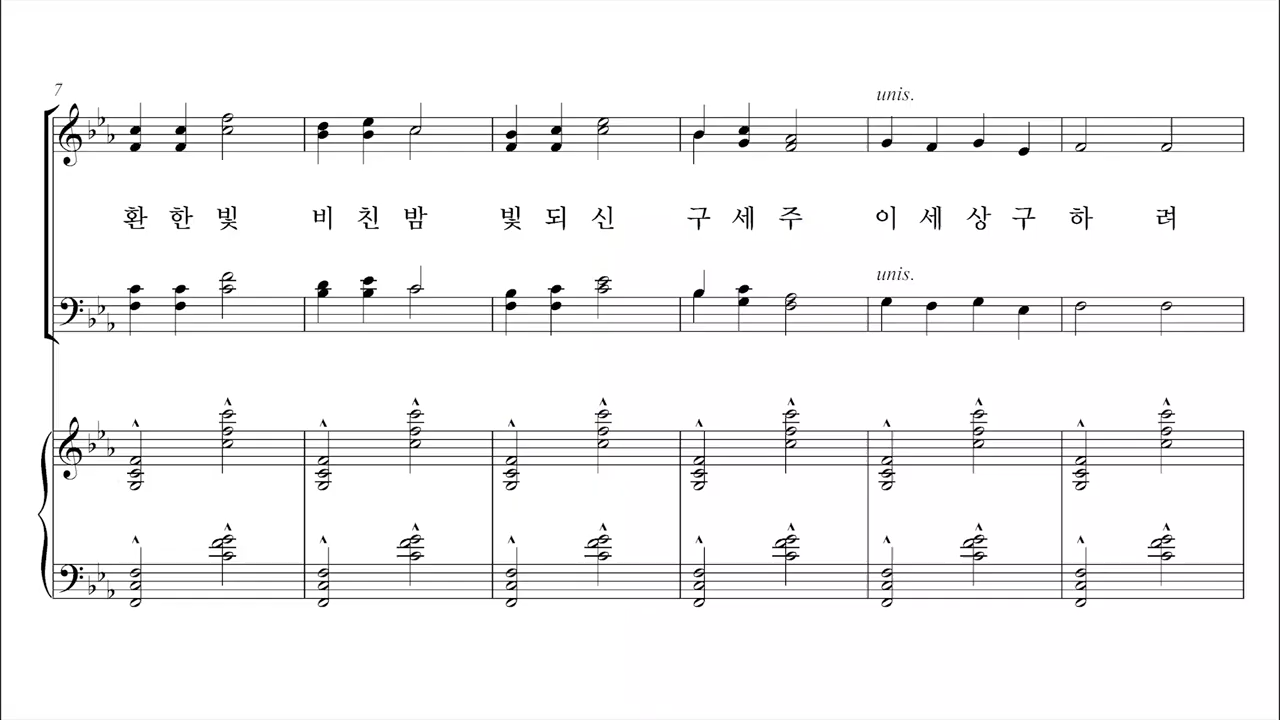 7
unis.
환 한 빛 비 친 밤 빛 되 신 구 세 주 이 세 상 구 하 려
unis.